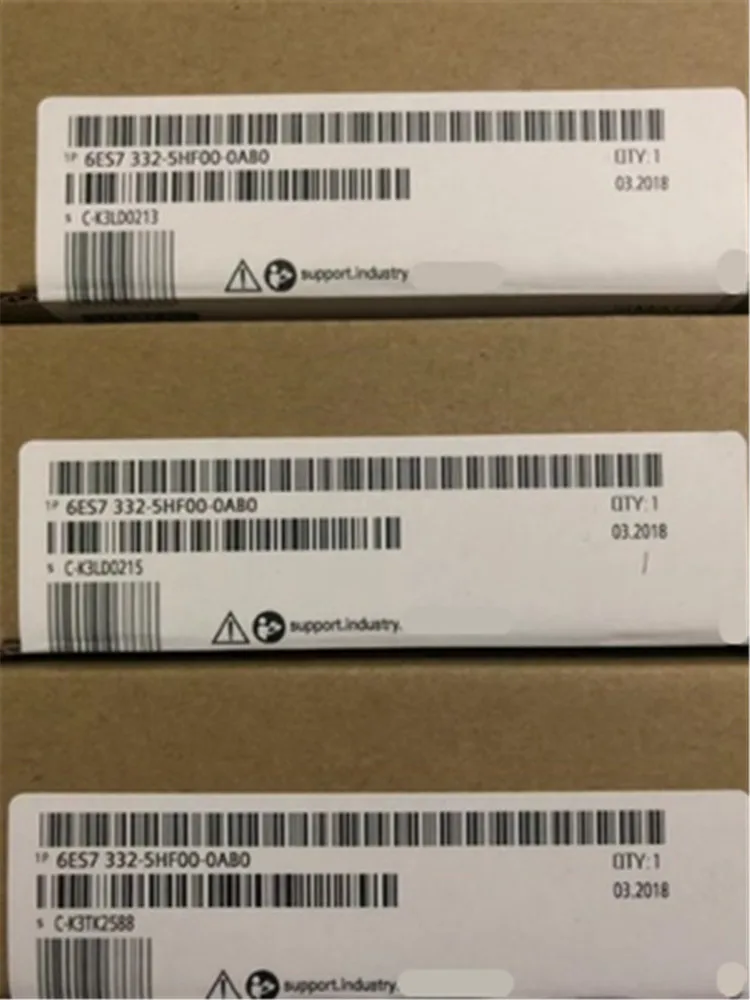 1P 6ES7 332-5HF00-0AB0
QTY: 1
03.2018
S C-K3LD0213
support.industry.
1P 6ES7 332-5HF00-0AB0
QTY: 1
03.2018
S C-K3LD0215
support.industry.
1P 6ES7 332-5HF00-0AB0
QTY: 1
03.2018
S C-K3TK2588
support.industry.